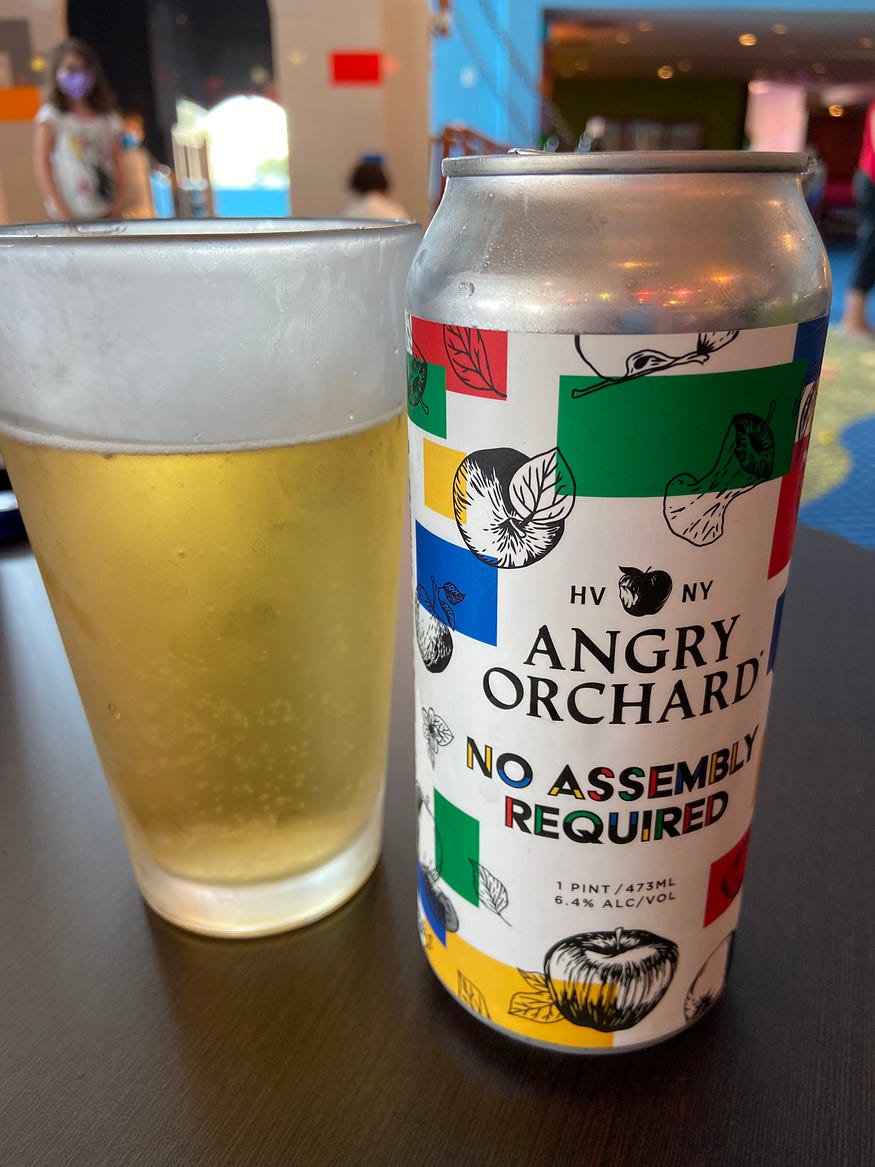 HV NY
ANGRY
ORCHARD
NO ASSEMBLY
REQUIRED
1 PINT/473ML
6.4% ALC/VOL